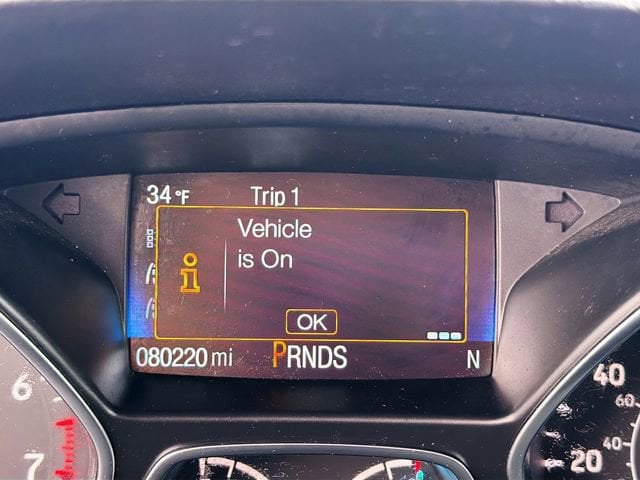 34°F Trip 1
Vehicle
is On
i
OK
080220 mi PRNDS N
6
7
40
60
40
20